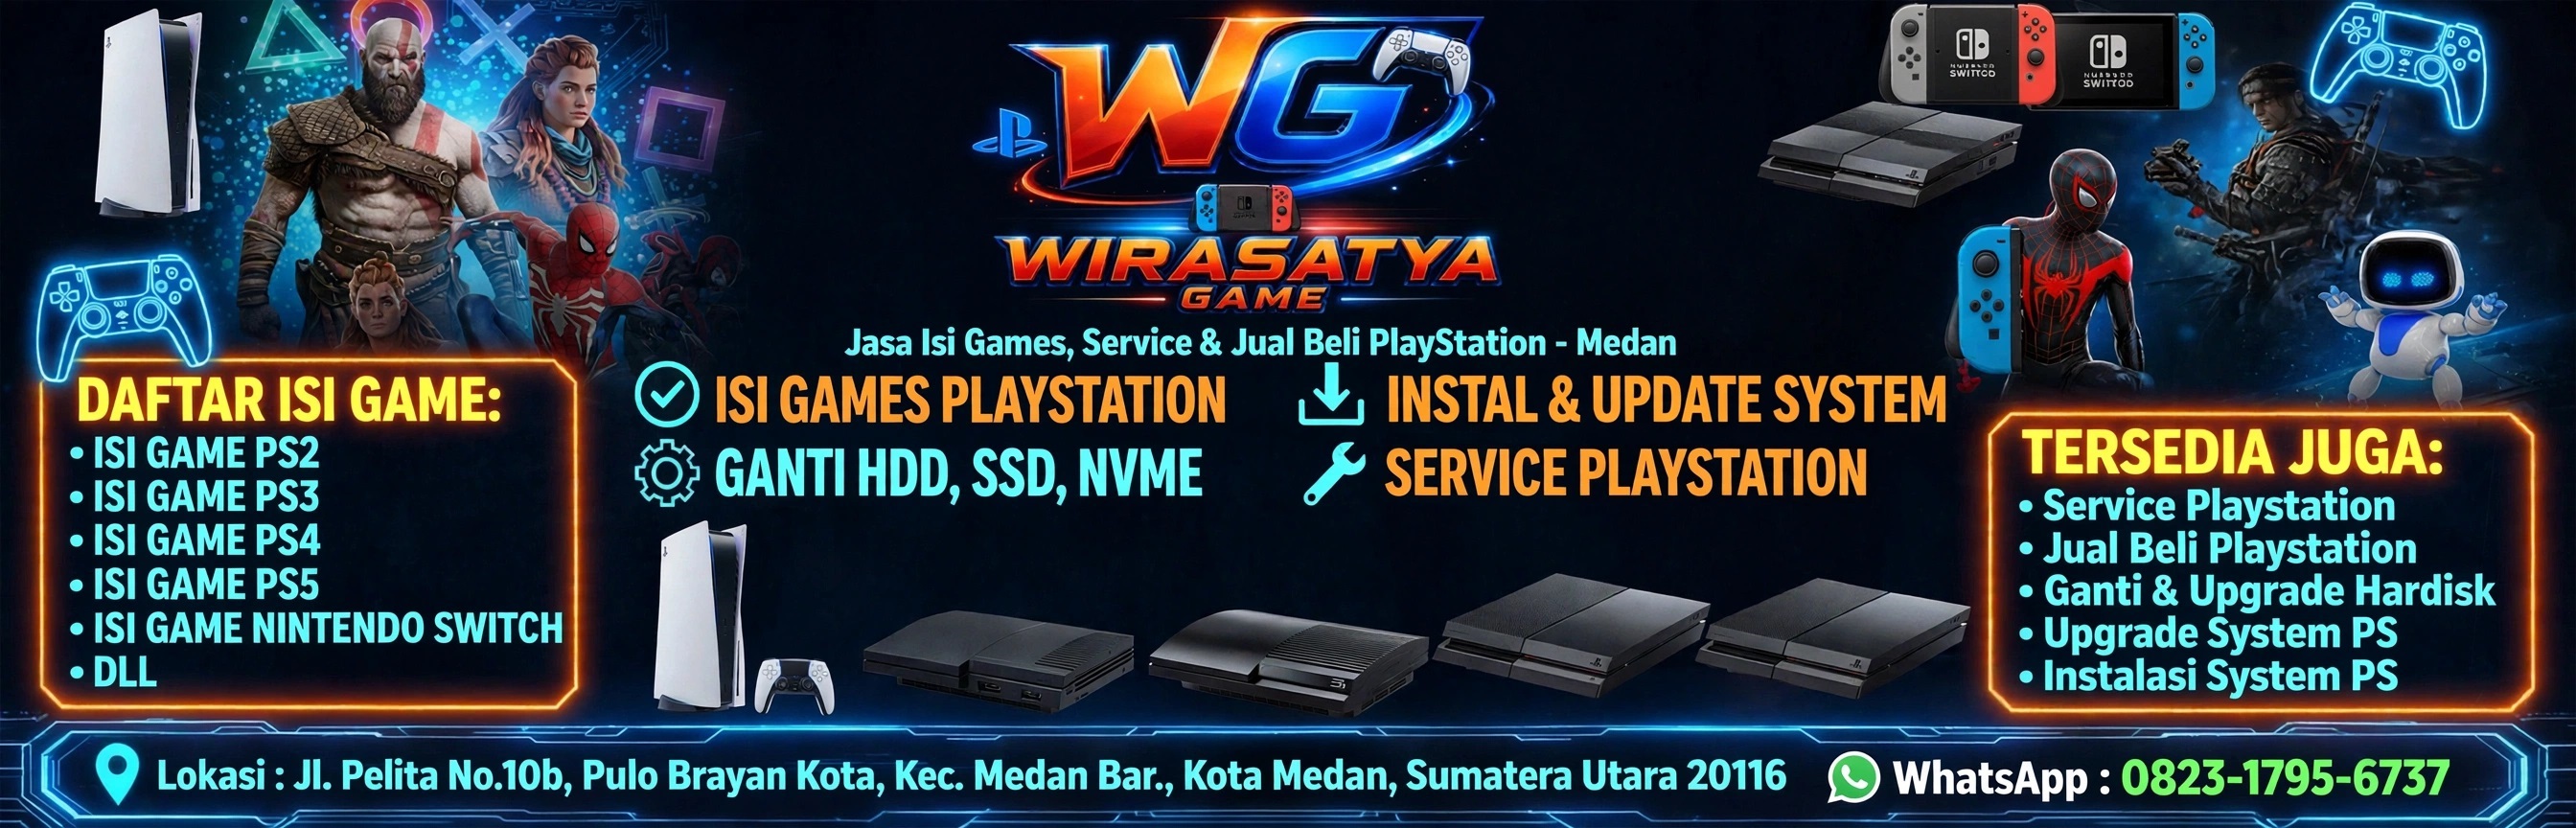 WG
WIRASATYA
GAME
Jasa Isi Games, Service & Jual Beli PlayStation - Medan
ISI GAMES PLAYSTATION
INSTAL & UPDATE SYSTEM
GANTI HDD, SSD, NVME
SERVICE PLAYSTATION
DAFTAR ISI GAME:
• ISI GAME PS2
• ISI GAME PS3
• ISI GAME PS4
• ISI GAME PS5
• ISI GAME NINTENDO SWITCH
• DLL
SWITCOD
SWITCOD
TERSEDIA JUGA:
• Service Playstation
• Jual Beli Playstation
• Ganti & Upgrade Hardisk
• Upgrade System PS
• Instalasi System PS
Lokasi : Jl. Pelita No.10b, Pulo Brayan Kota, Kec. Medan Bar., Kota Medan, Sumatera Utara 20116
WhatsApp : 0823-1795-6737